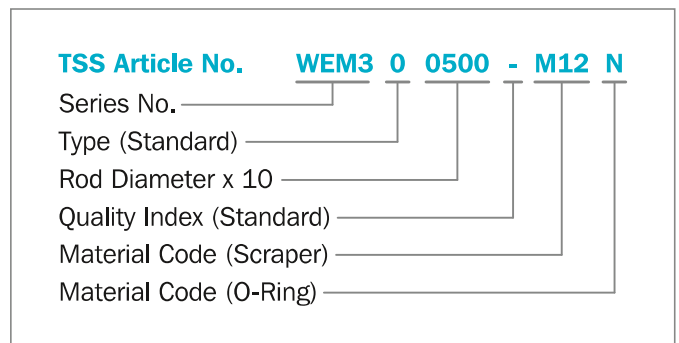 TSS Article No. WEM3 0 0500 - M12 N
Series No.
Type (Standard)
Rod Diameter x 10
Quality Index (Standard)
Material Code (Scraper)
Material Code (O-Ring)